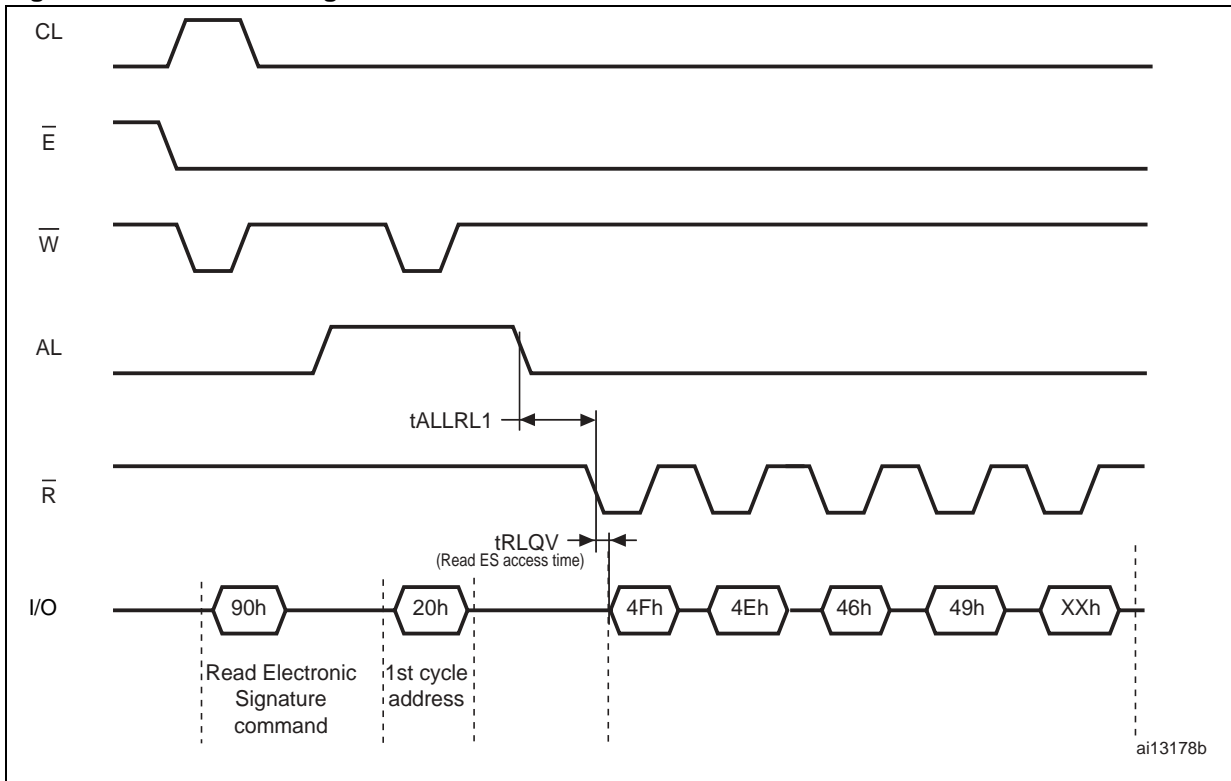 CL
E
W
AL
tALLRL1
R
tRLQV
(Read ES access time)
I/O
90h
20h
4Fh
4Eh
46h
49h
XXh
Read Electronic
Signature
command
1st cycle
address
ai13178b